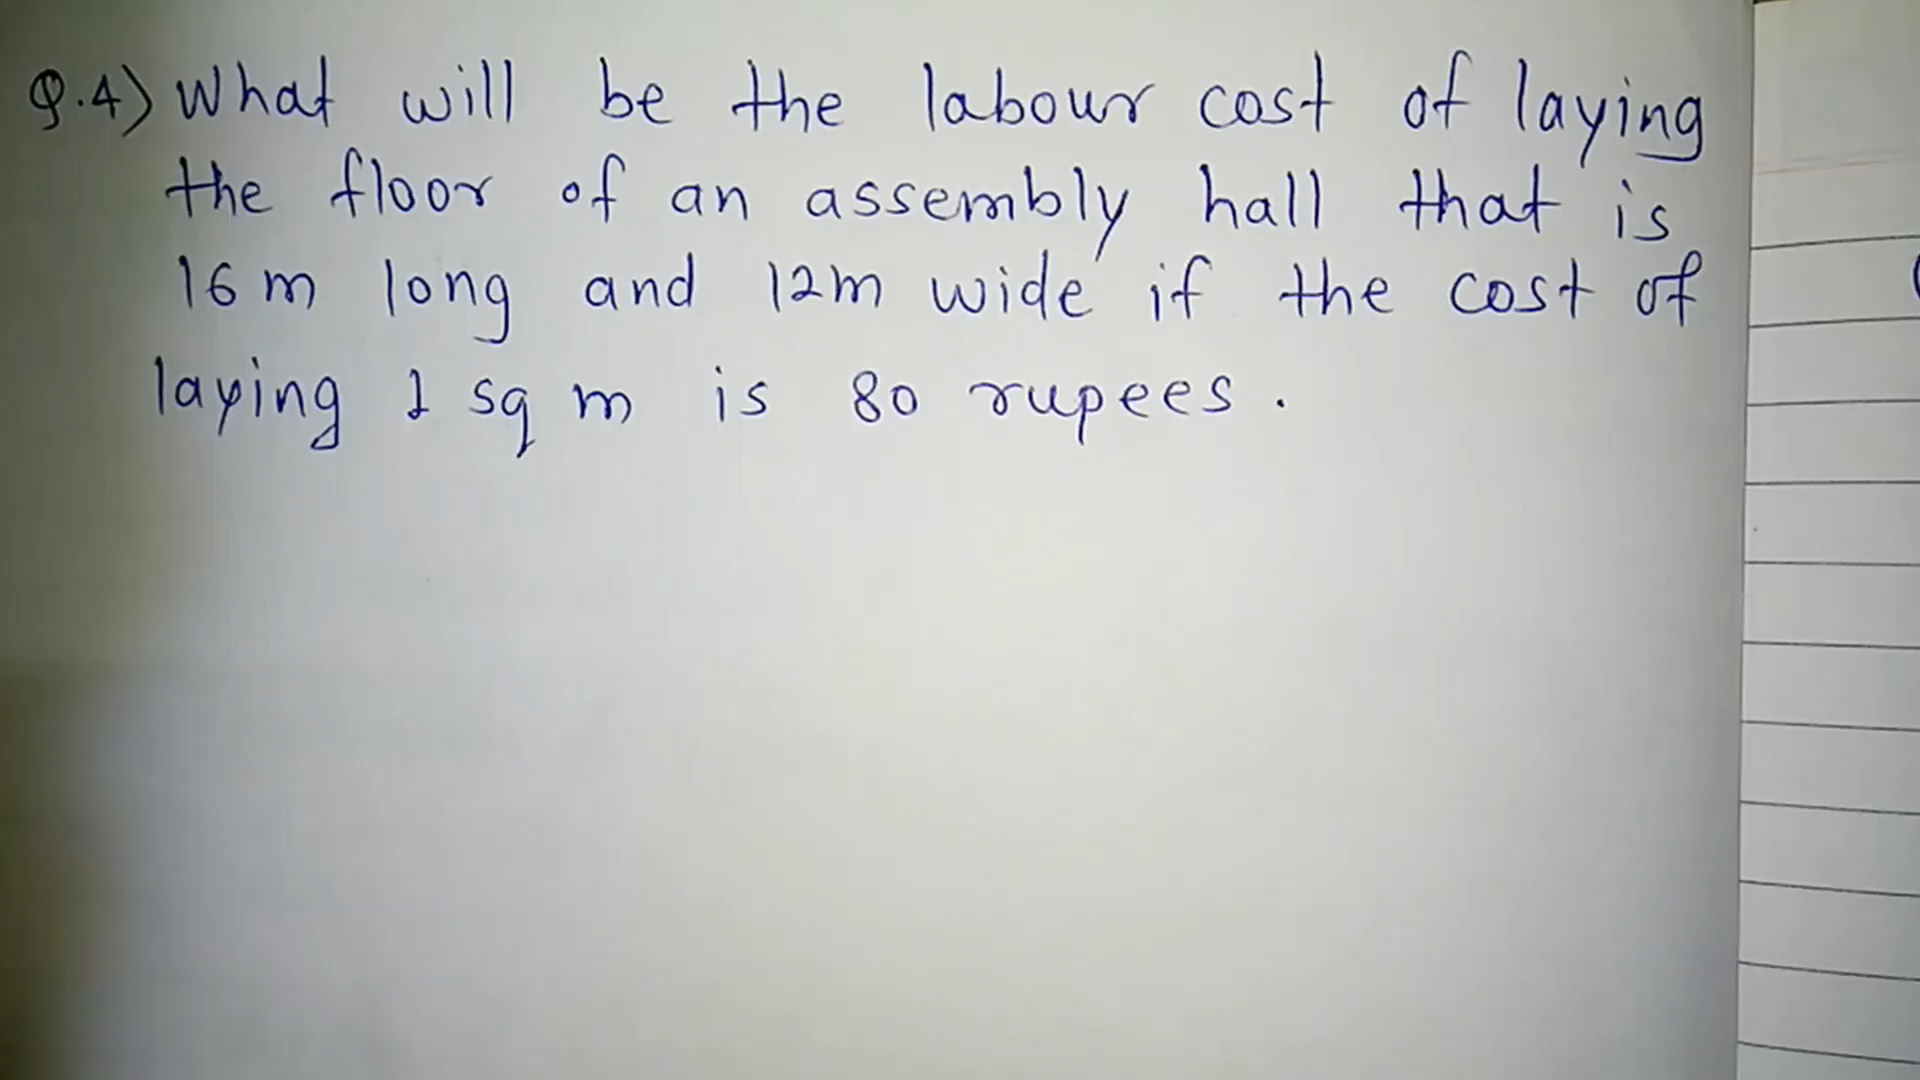 Q.4) What will be the labour cost of laying
the floor of an assembly hall that is
16 m long and 12m wide if the cost of
laying 1 sq m is 80 rupees.